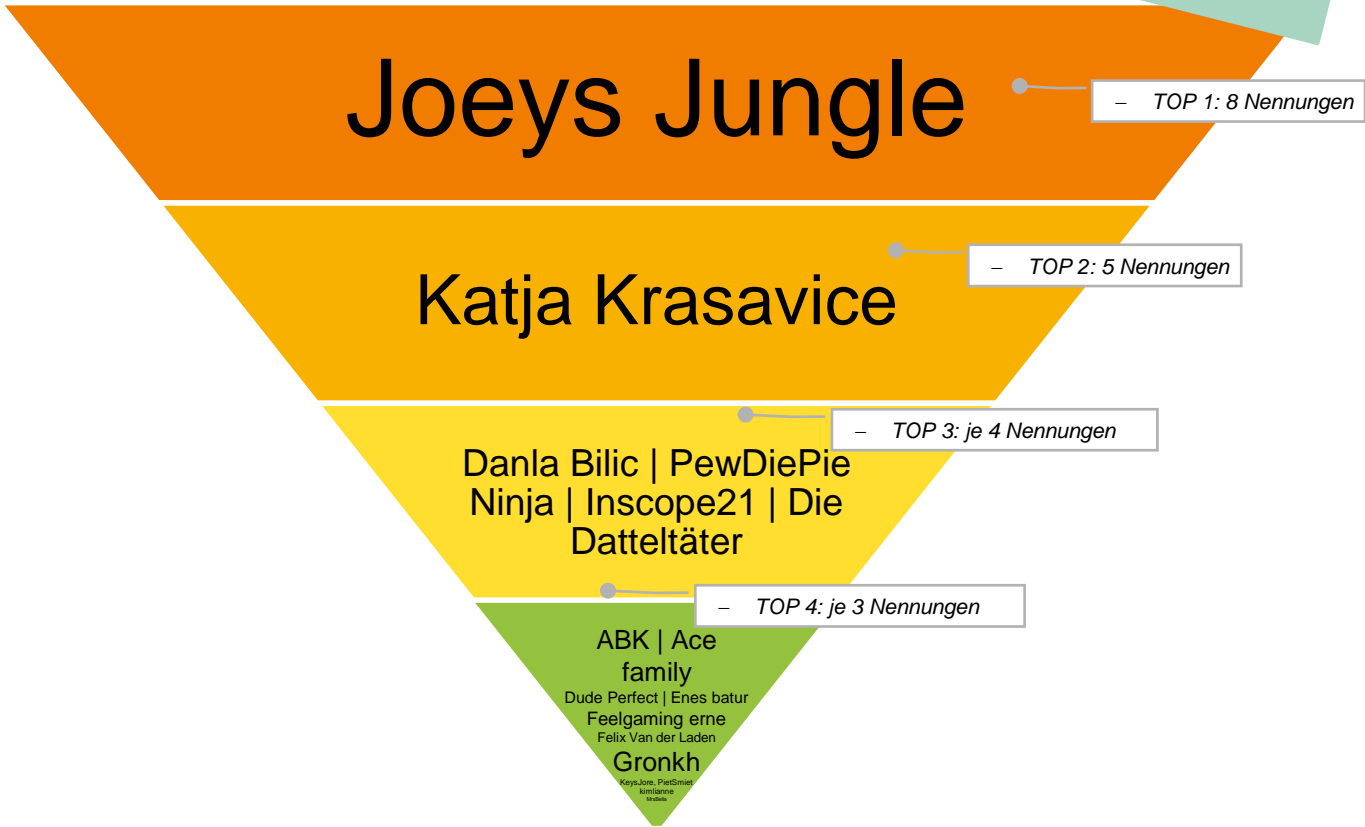 Joeys Jungle
– TOP 1: 8 Nennungen
Katja Krasavice
– TOP 2: 5 Nennungen
– TOP 3: je 4 Nennungen
Danla Bilic | PewDiePie
Ninja | Inscope21 | Die
Datteltäter
– TOP 4: je 3 Nennungen
ABK | Ace
family
Dude Perfect | Enes batur
Feelgaming erne
Felix Van der Laden
Gronkh
KeysJore, PietSmiet
kimlianne
MrsBella